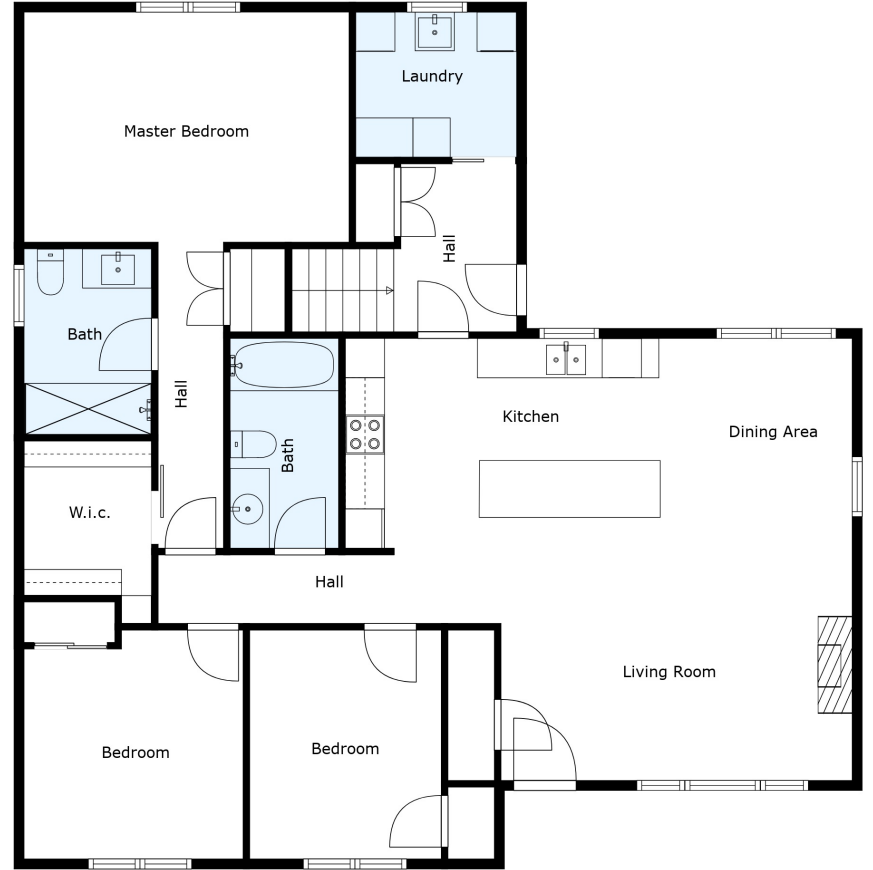 Laundry
Master Bedroom
Hall
Bath
Hall
Kitchen
Dining Area
Bath
W.i.c.
Hall
Living Room
Bedroom
Bedroom